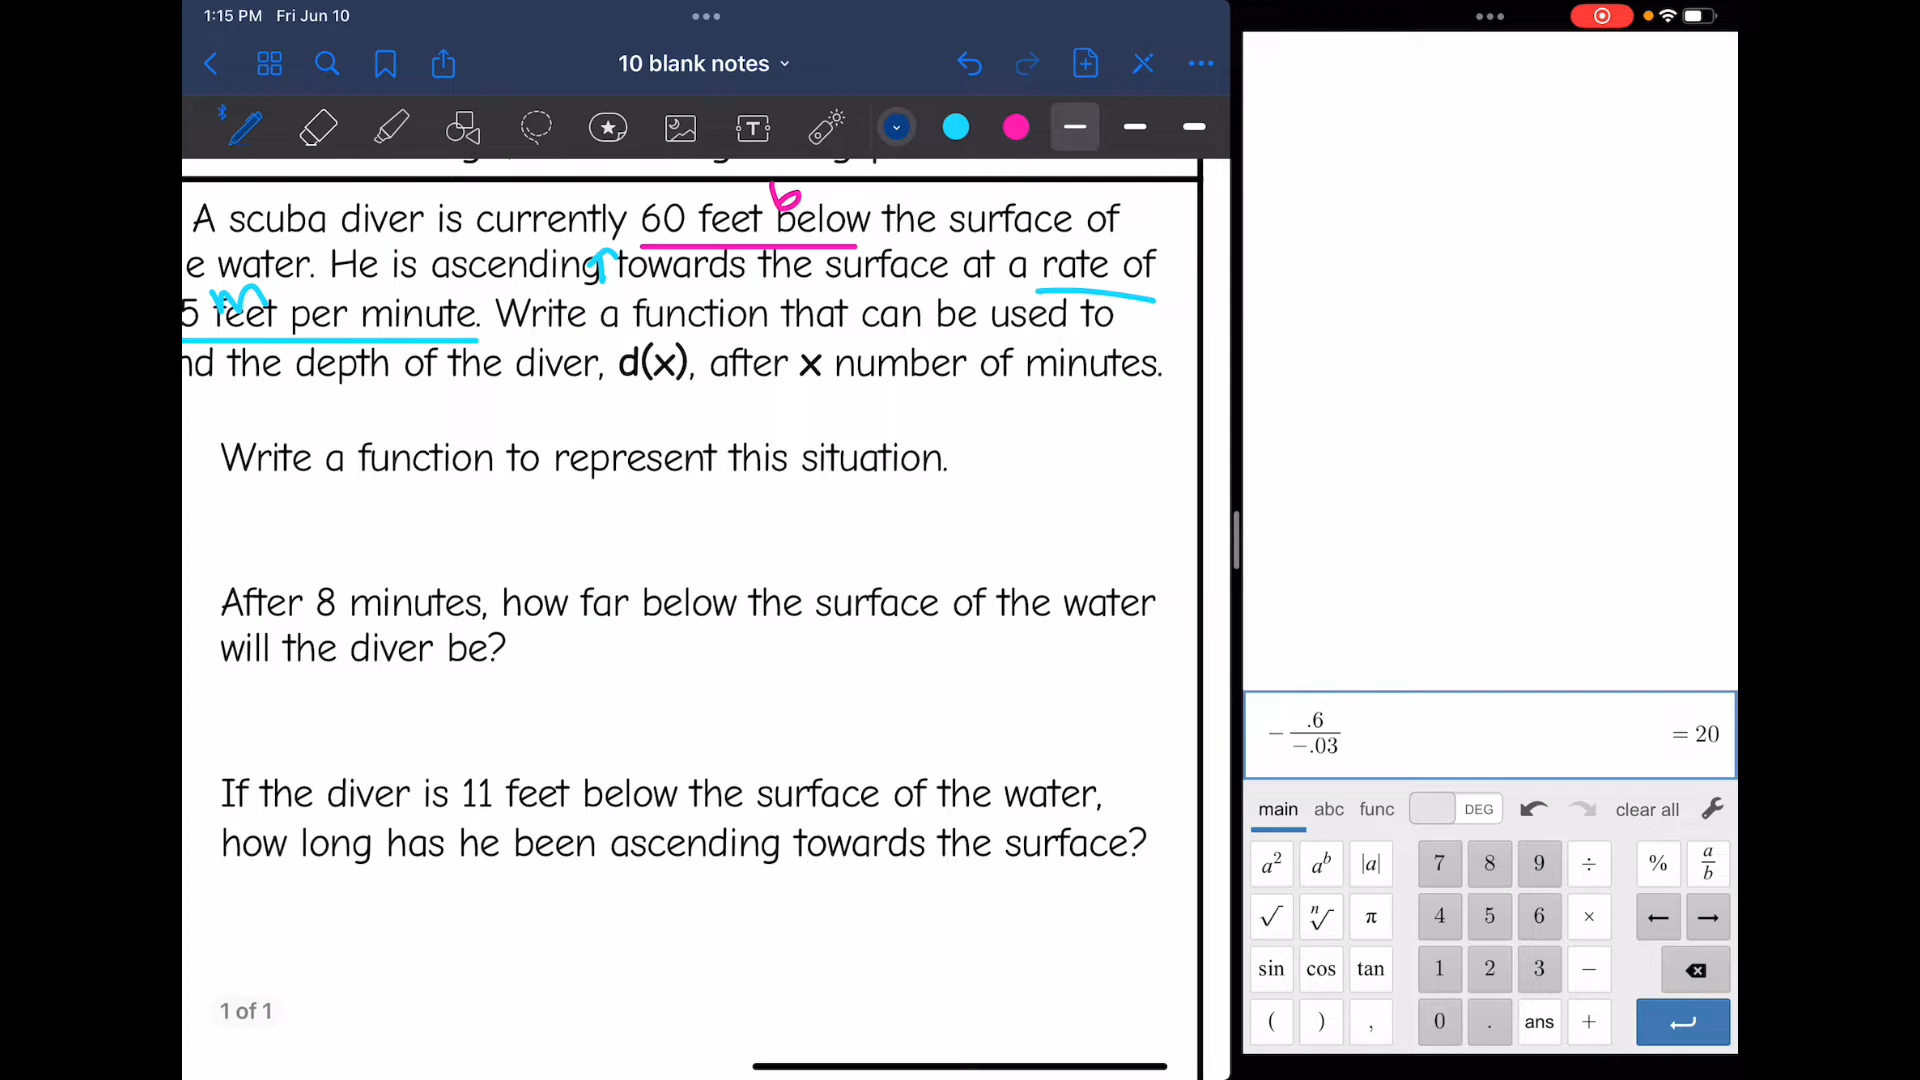 1:15 PM Fri Jun 10
10 blank notes
b
A scuba diver is currently 60 feet below the surface of
e water. He is ascending towards the surface at a rate of
m
5 feet per minute. Write a function that can be used to
nd the depth of the diver, d(x), after x number of minutes.
Write a function to represent this situation.
After 8 minutes, how far below the surface of the water
will the diver be?
If the diver is 11 feet below the surface of the water,
how long has he been ascending towards the surface?
1 of 1
− .6 / −.03 = 20
main abc func DEG clear all
a² aᵇ |a| 7 8 9 ÷ % a/b
√ ⁿ√ π 4 5 6 × ← →
sin cos tan 1 2 3 −
( ) , 0 . ans +